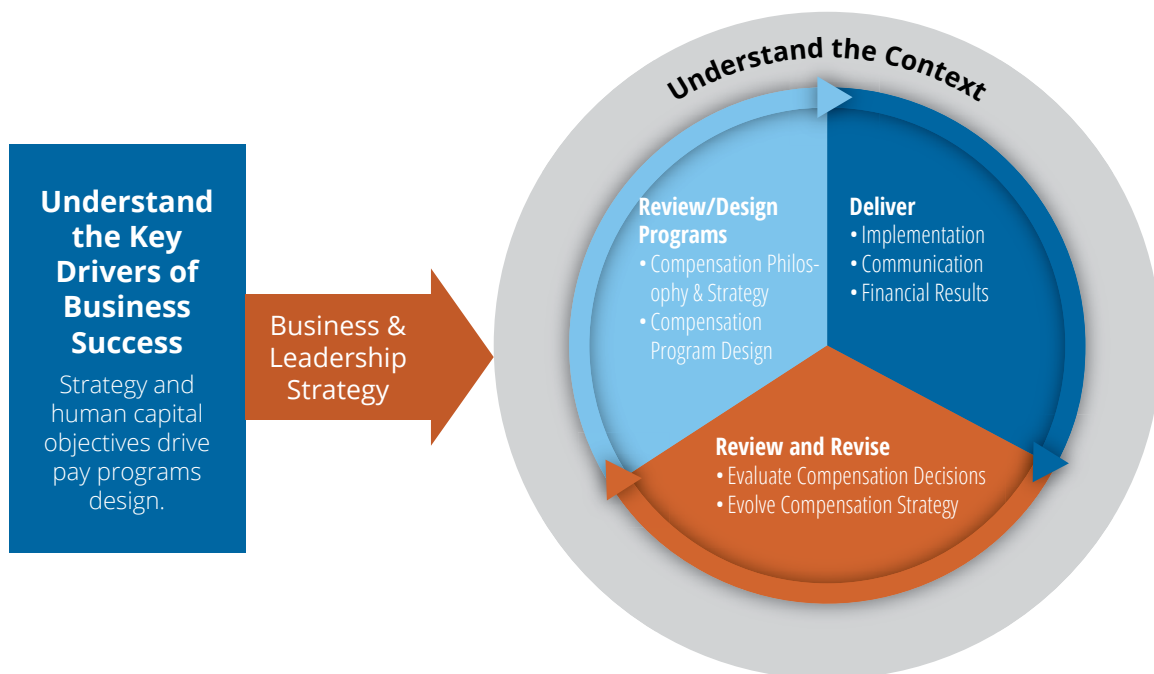 Understand
the Key
Drivers of
Business
Success
Strategy and
human capital
objectives drive
pay programs
design.
Business &
Leadership
Strategy
Understand the Context
Review/Design
Programs
• Compensation Philos-
ophy & Strategy
• Compensation
Program Design
Deliver
• Implementation
• Communication
• Financial Results
Review and Revise
• Evaluate Compensation Decisions
• Evolve Compensation Strategy